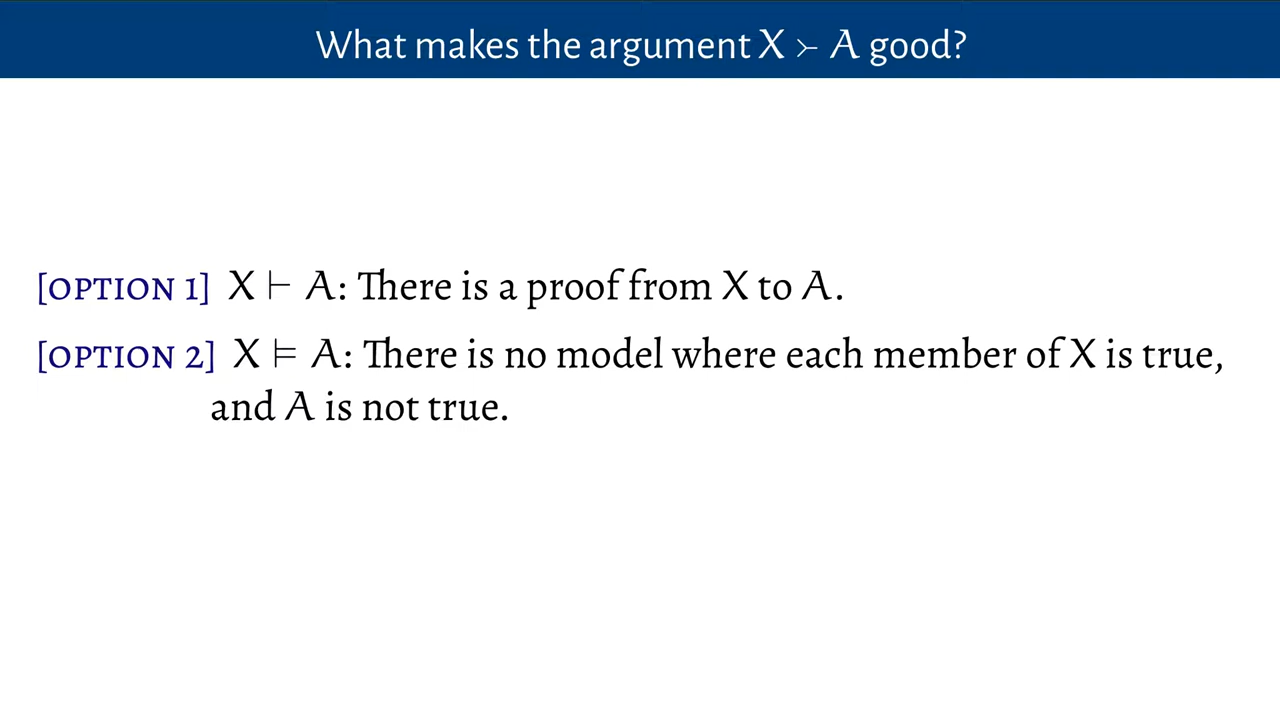 What makes the argument X ≻ A good?
[OPTION 1] X ⊢ A: There is a proof from X to A.
[OPTION 2] X ⊨ A: There is no model where each member of X is true,
and A is not true.